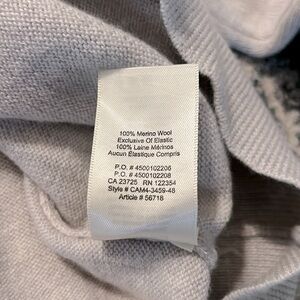 100% Merino Wool
Exclusive Of Elastic
100% Laine Mérinos
Aucun Élastique Compris
P.O. # 4500102206
P.O. # 4500102208
CA 23725 RN 122354
Style # CAM4-3459-48
Article # 56718